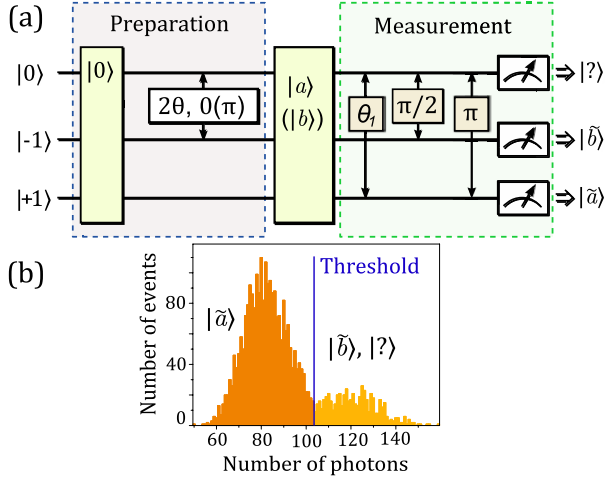 (a)
Preparation
Measurement
|0⟩
|0⟩
|a⟩
(|b⟩)
2θ, 0(π)
θ₁
π/2
π
⇒|?⟩
|-1⟩
⇒|b̃⟩
|+1⟩
⇒|ã⟩
(b)
Number of events
80
40
0
|ã⟩
Threshold
|b̃⟩, |?⟩
60 80 100 120 140
Number of photons